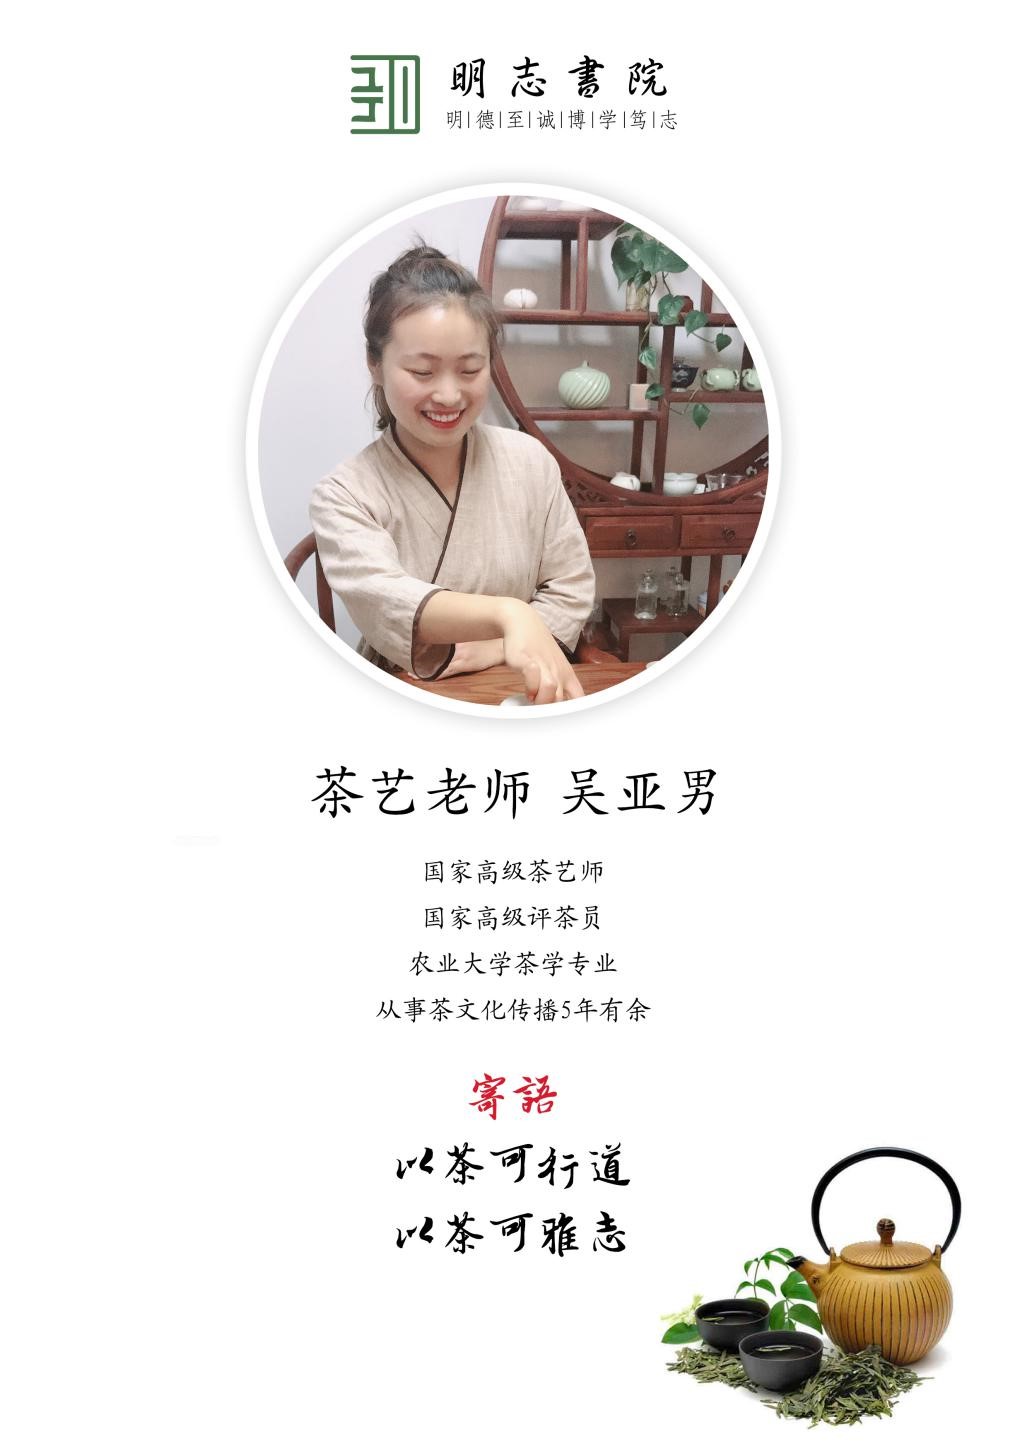 明志書院
明|德|至|诚|博|学|笃|志
茶艺老师 吴亚男
国家高级茶艺师
国家高级评茶员
农业大学茶学专业
从事茶文化传播5年有余
寄語
以茶可行道
以茶可雅志